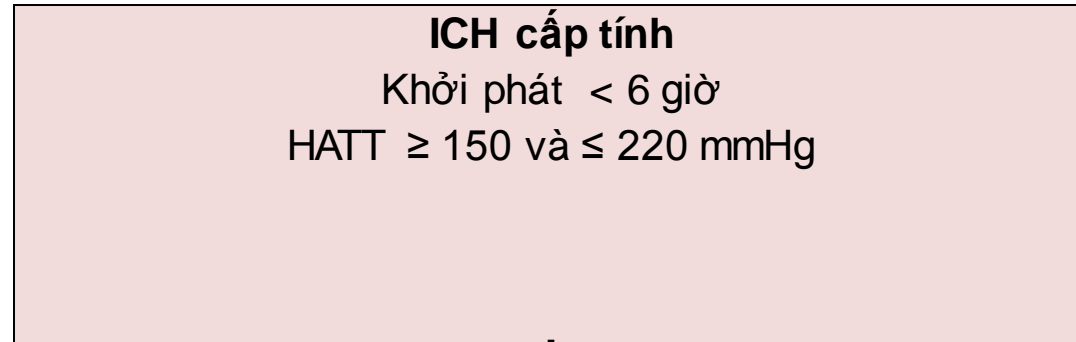 ICH cấp tính
Khởi phát < 6 giờ
HATT ≥ 150 và ≤ 220 mmHg